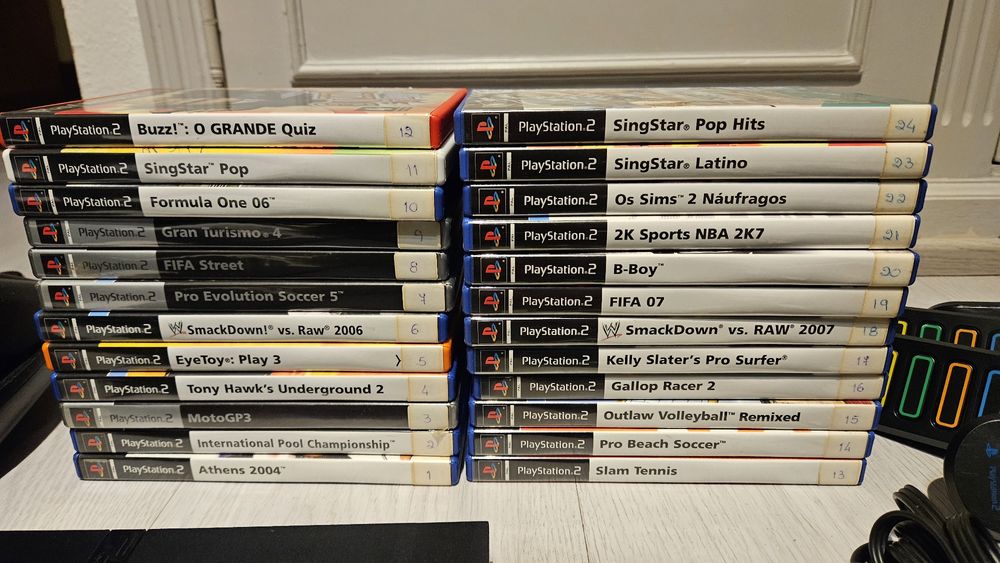 PlayStation.2 Buzz!™: O GRANDE Quiz 12
PlayStation.2 SingStar™ Pop 11
PlayStation.2 Formula One 06™ 10
PlayStation.2 Gran Turismo® 4 9
PlayStation.2 FIFA Street 8
PlayStation.2 Pro Evolution Soccer 5™ 7
PlayStation.2 W SmackDown!® vs. Raw® 2006 6
PlayStation.2 EyeToy®: Play 3 5
PlayStation.2 Tony Hawk's Underground 2 4
PlayStation.2 MotoGP3 3
PlayStation.2 International Pool Championship™ 2
PlayStation.2 Athens 2004™ 1
PlayStation.2 SingStar® Pop Hits 24
PlayStation.2 SingStar® Latino 23
PlayStation.2 Os Sims™ 2 Náufragos 22
PlayStation.2 2K Sports NBA 2K7 21
PlayStation.2 B-Boy™ 20
PlayStation.2 FIFA 07 19
PlayStation.2 W SmackDown® vs. RAW® 2007 18
PlayStation.2 Kelly Slater's Pro Surfer® 17
PlayStation.2 Gallop Racer 2 16
PlayStation.2 Outlaw Volleyball™ Remixed 15
PlayStation.2 Pro Beach Soccer™ 14
PlayStation.2 Slam Tennis 13